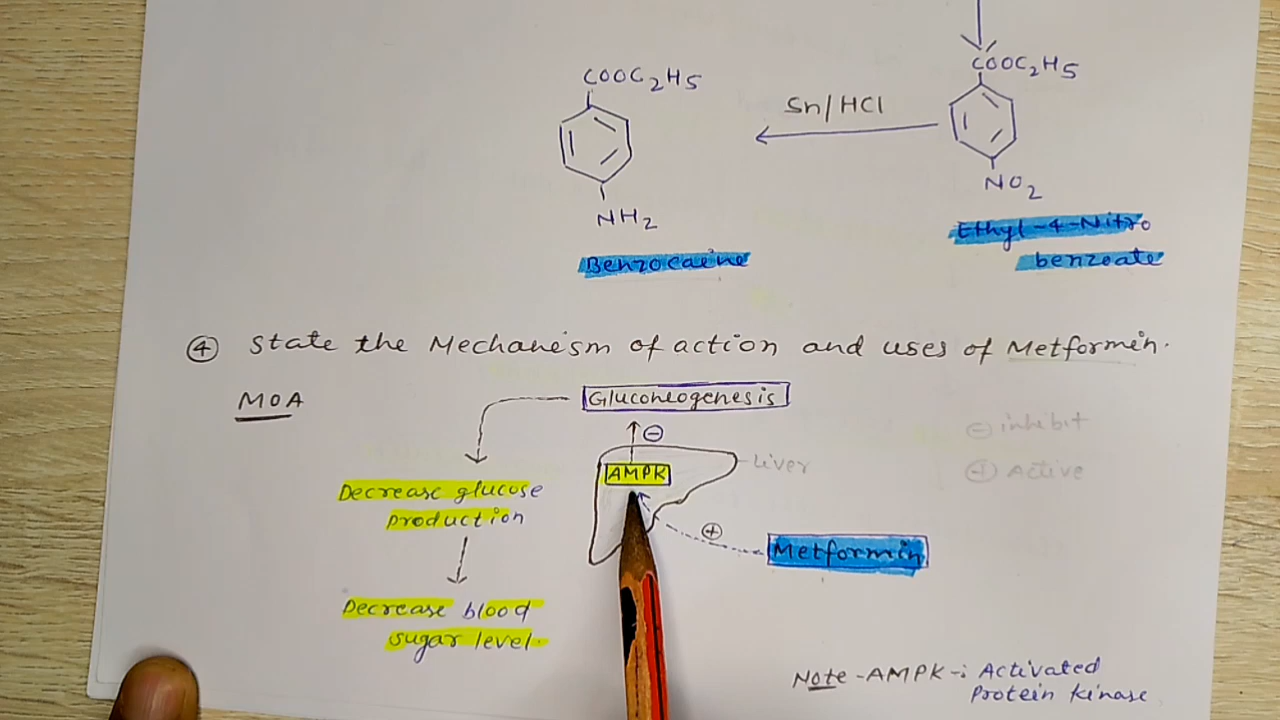 COOC2H5
COOC2H5
Sn/HCl
NO2
NH2
Ethyl-4-Nitro
benzoate
Benzocaine
④ State the Mechanism of action and uses of Metformin.
MOA
Gluconeogenesis
⊖
⊖ inhibit
AMPK
Liver
⊕ Active
Decrease glucose
production
⊕
Metformin
Decrease blood
sugar level.
Note - AMPK -: Activated
Protein Kinase